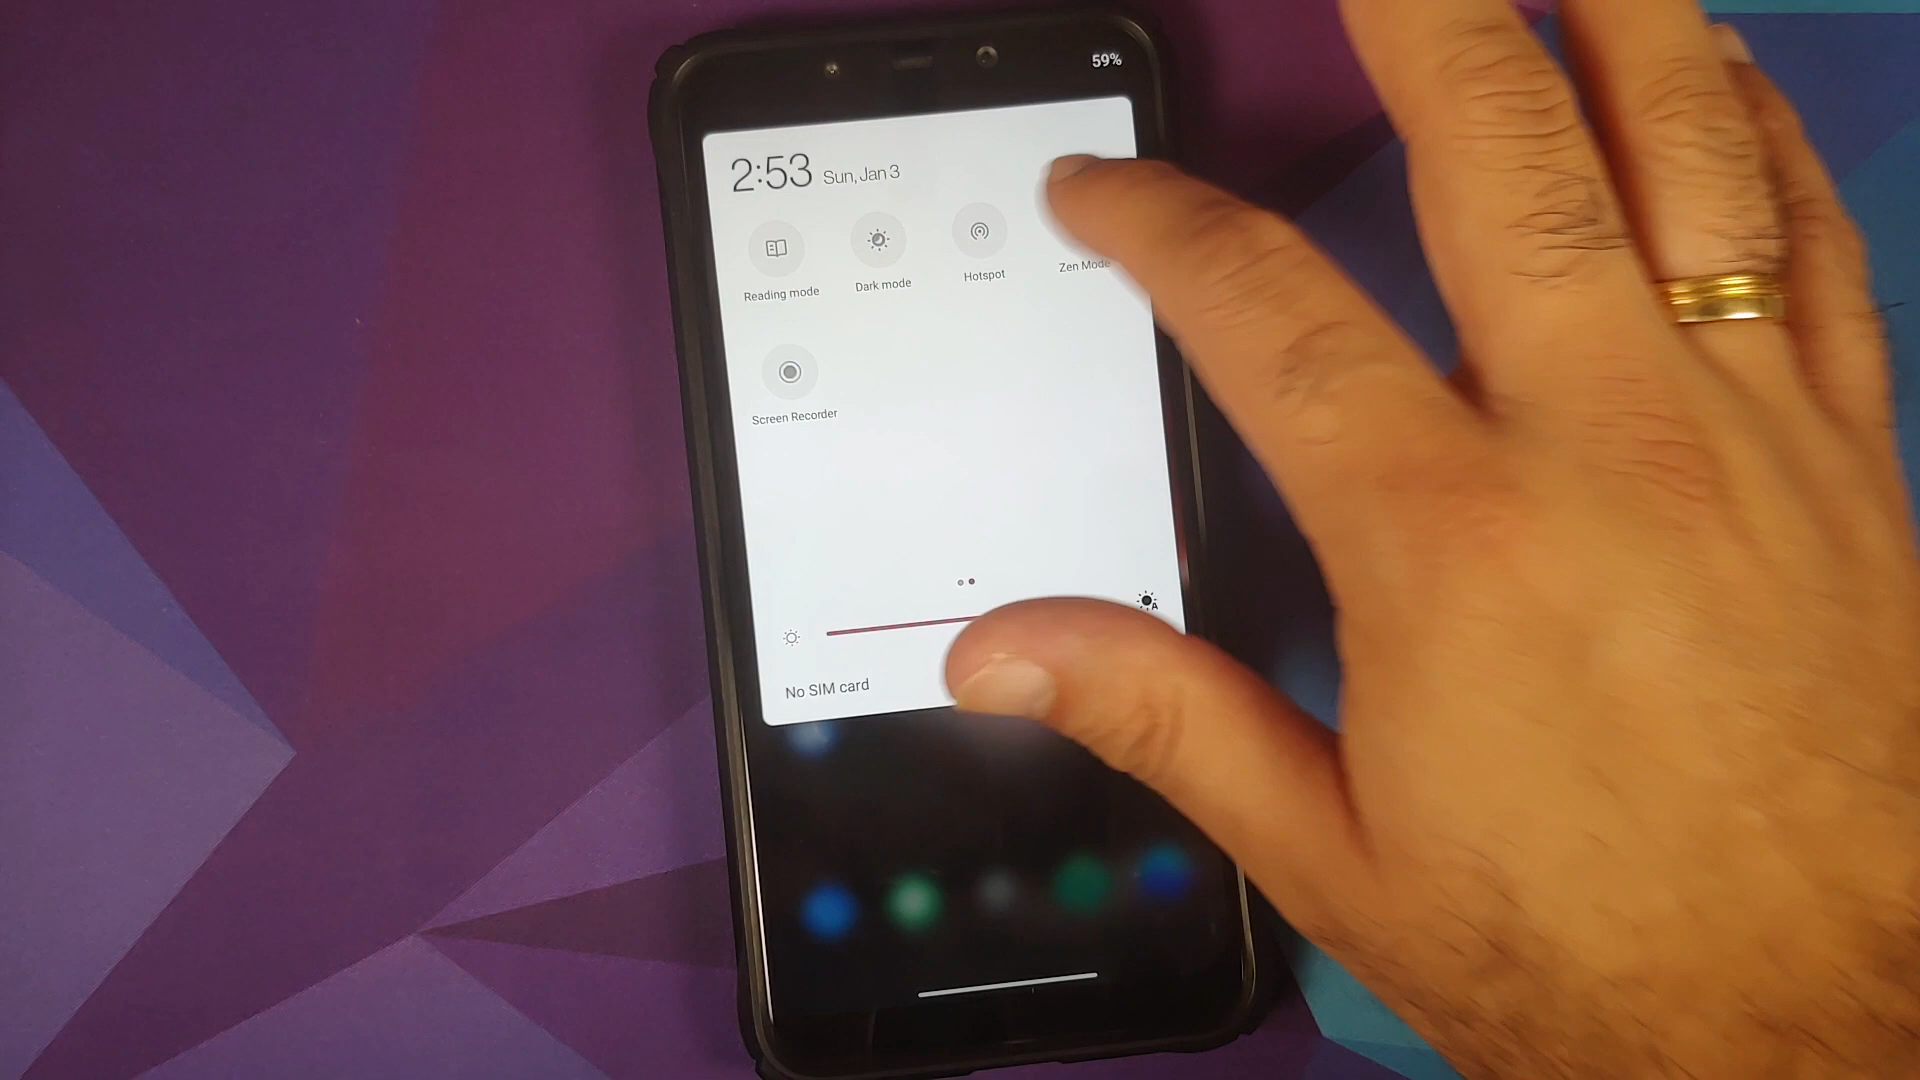 59%
2:53 Sun, Jan 3
Reading mode
Dark mode
Hotspot
Zen Mode
Screen Recorder
No SIM card